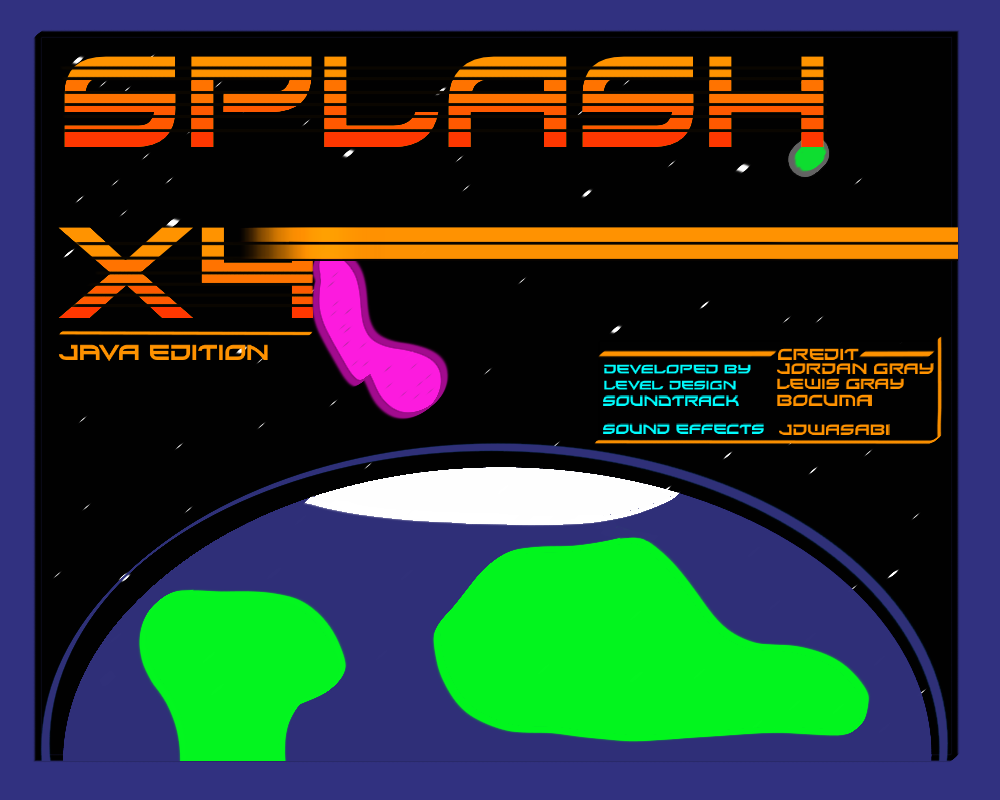 SPLASH
X4
JAVA EDITION
CREDIT
DEVELOPED BY JORDAN GRAY
LEVEL DESIGN LEWIS GRAY
SOUNDTRACK BOCUMA
SOUND EFFECTS JDWASABI